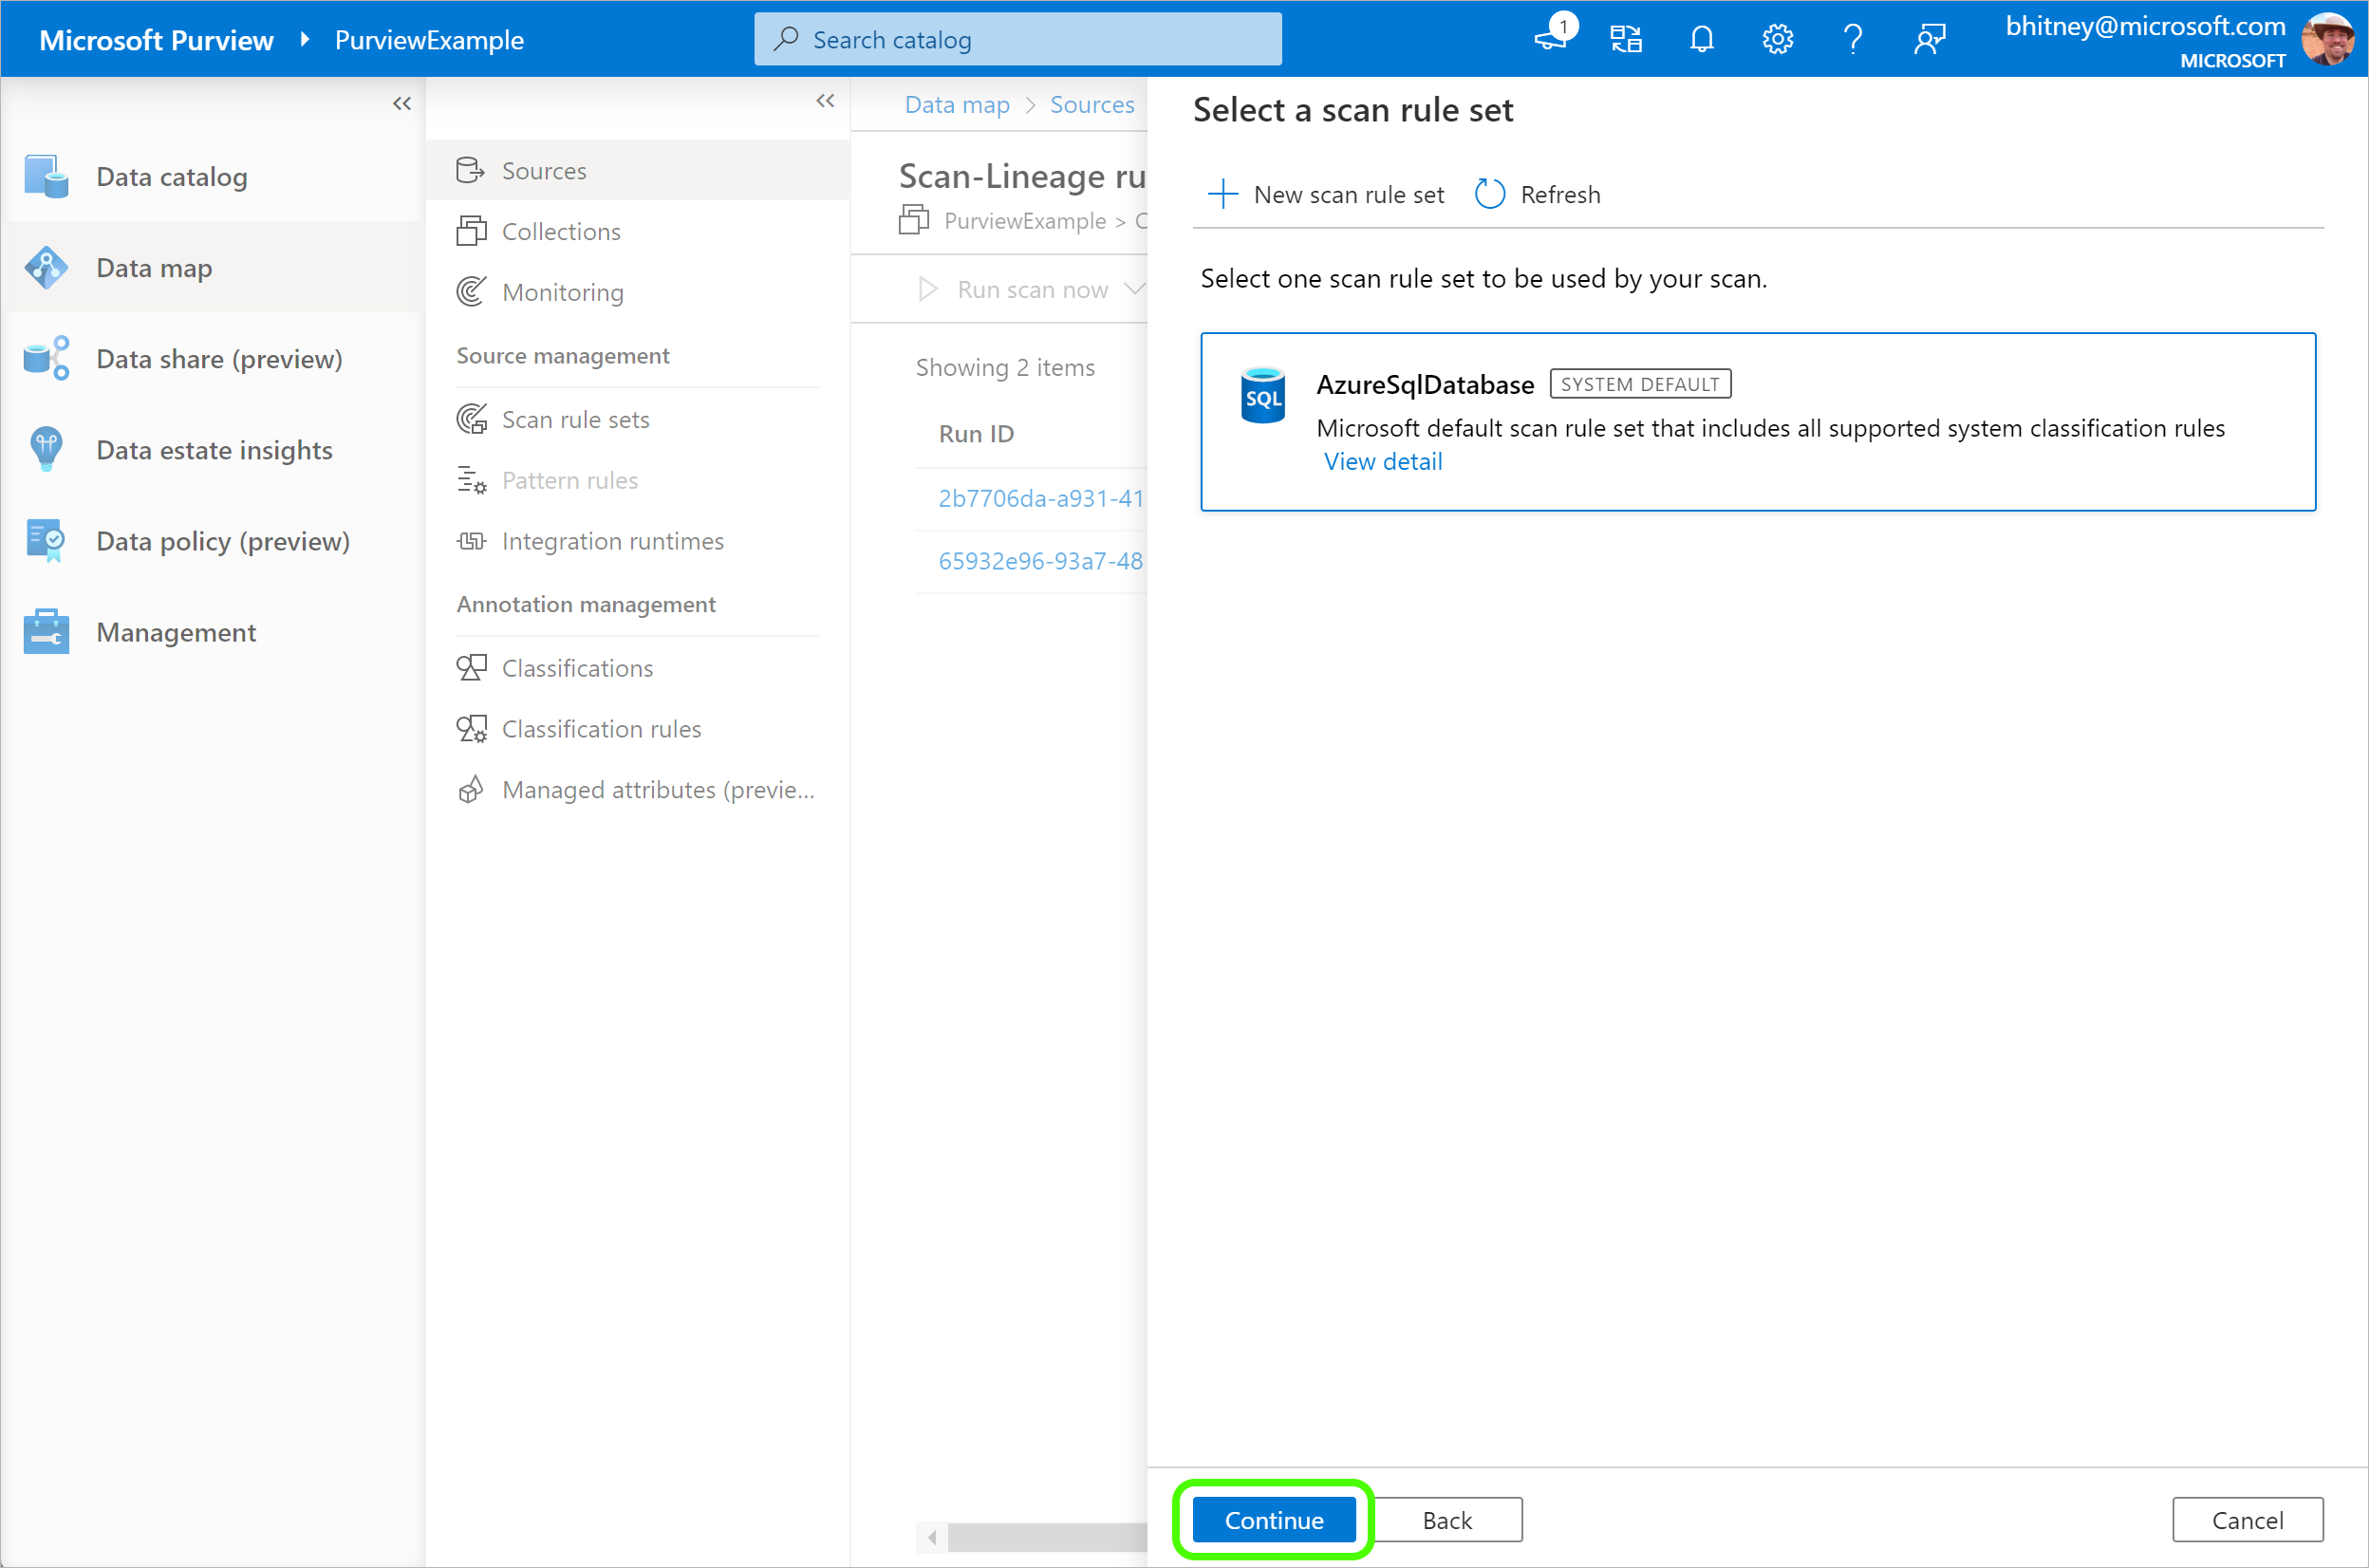 Microsoft Purview PurviewExample
Search catalog
1
bhitney@microsoft.com
MICROSOFT
Data catalog
Data map
Data share (preview)
Data estate insights
Data policy (preview)
Management
Sources
Collections
Monitoring
Source management
Scan rule sets
Pattern rules
Integration runtimes
Annotation management
Classifications
Classification rules
Managed attributes (previe...
Data map > Sources
Scan-Lineage ru
PurviewExample > C
Run scan now
Showing 2 items
Run ID
2b7706da-a931-41
65932e96-93a7-48
Select a scan rule set
New scan rule set Refresh
Select one scan rule set to be used by your scan.
SQL
AzureSqlDatabase SYSTEM DEFAULT
Microsoft default scan rule set that includes all supported system classification rules
View detail
Continue Back Cancel